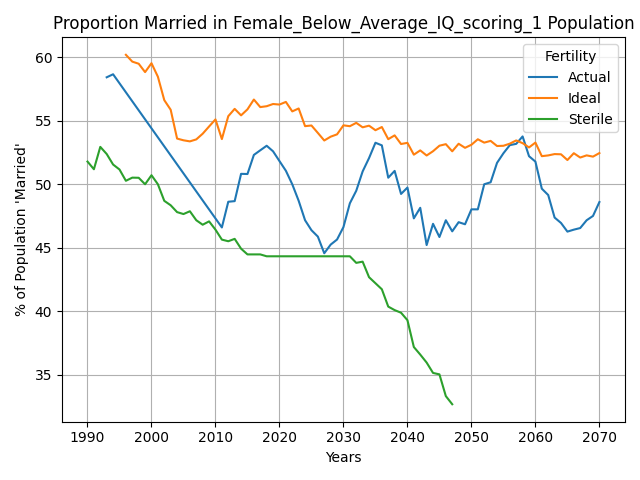 Proportion Married in Female_Below_Average_IQ_scoring_1 Population
% of Population 'Married'
60
55
50
45
40
35
Fertility
Actual
Ideal
Sterile
1990 2000 2010 2020 2030 2040 2050 2060 2070
Years